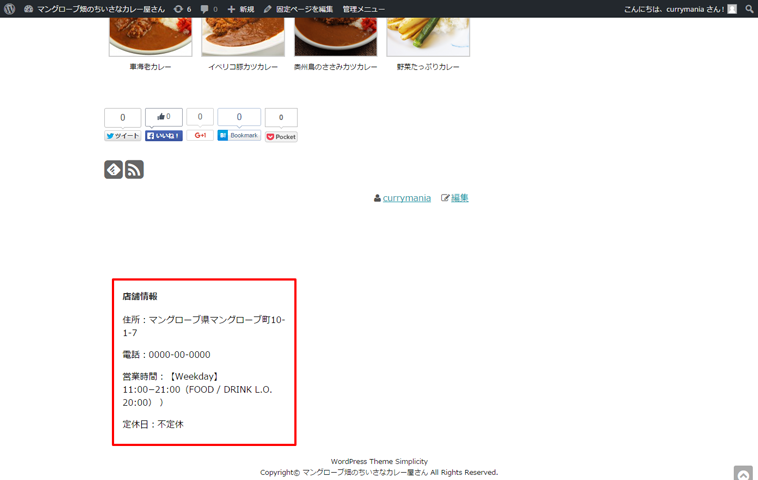 マングローブ畑のちいさなカレー屋さん 6 0 新規 固定ページを編集 管理メニュー こんにちは、currymania さん !
車海老カレー イベリコ豚カツカレー 奥州鳥のささみカツカレー 野菜たっぷりカレー
0 0 0 0 0
ツイート いいね! G+1 B! Bookmark Pocket
currymania 編集
店舗情報
住所：マングローブ県マングローブ町10-
1-7
電話：0000-00-0000
営業時間：【Weekday】
11:00−21:00（FOOD / DRINK L.O.
20:00） ）
定休日：不定休
WordPress Theme Simplicity
Copyright© マングローブ畑のちいさなカレー屋さん All Rights Reserved.